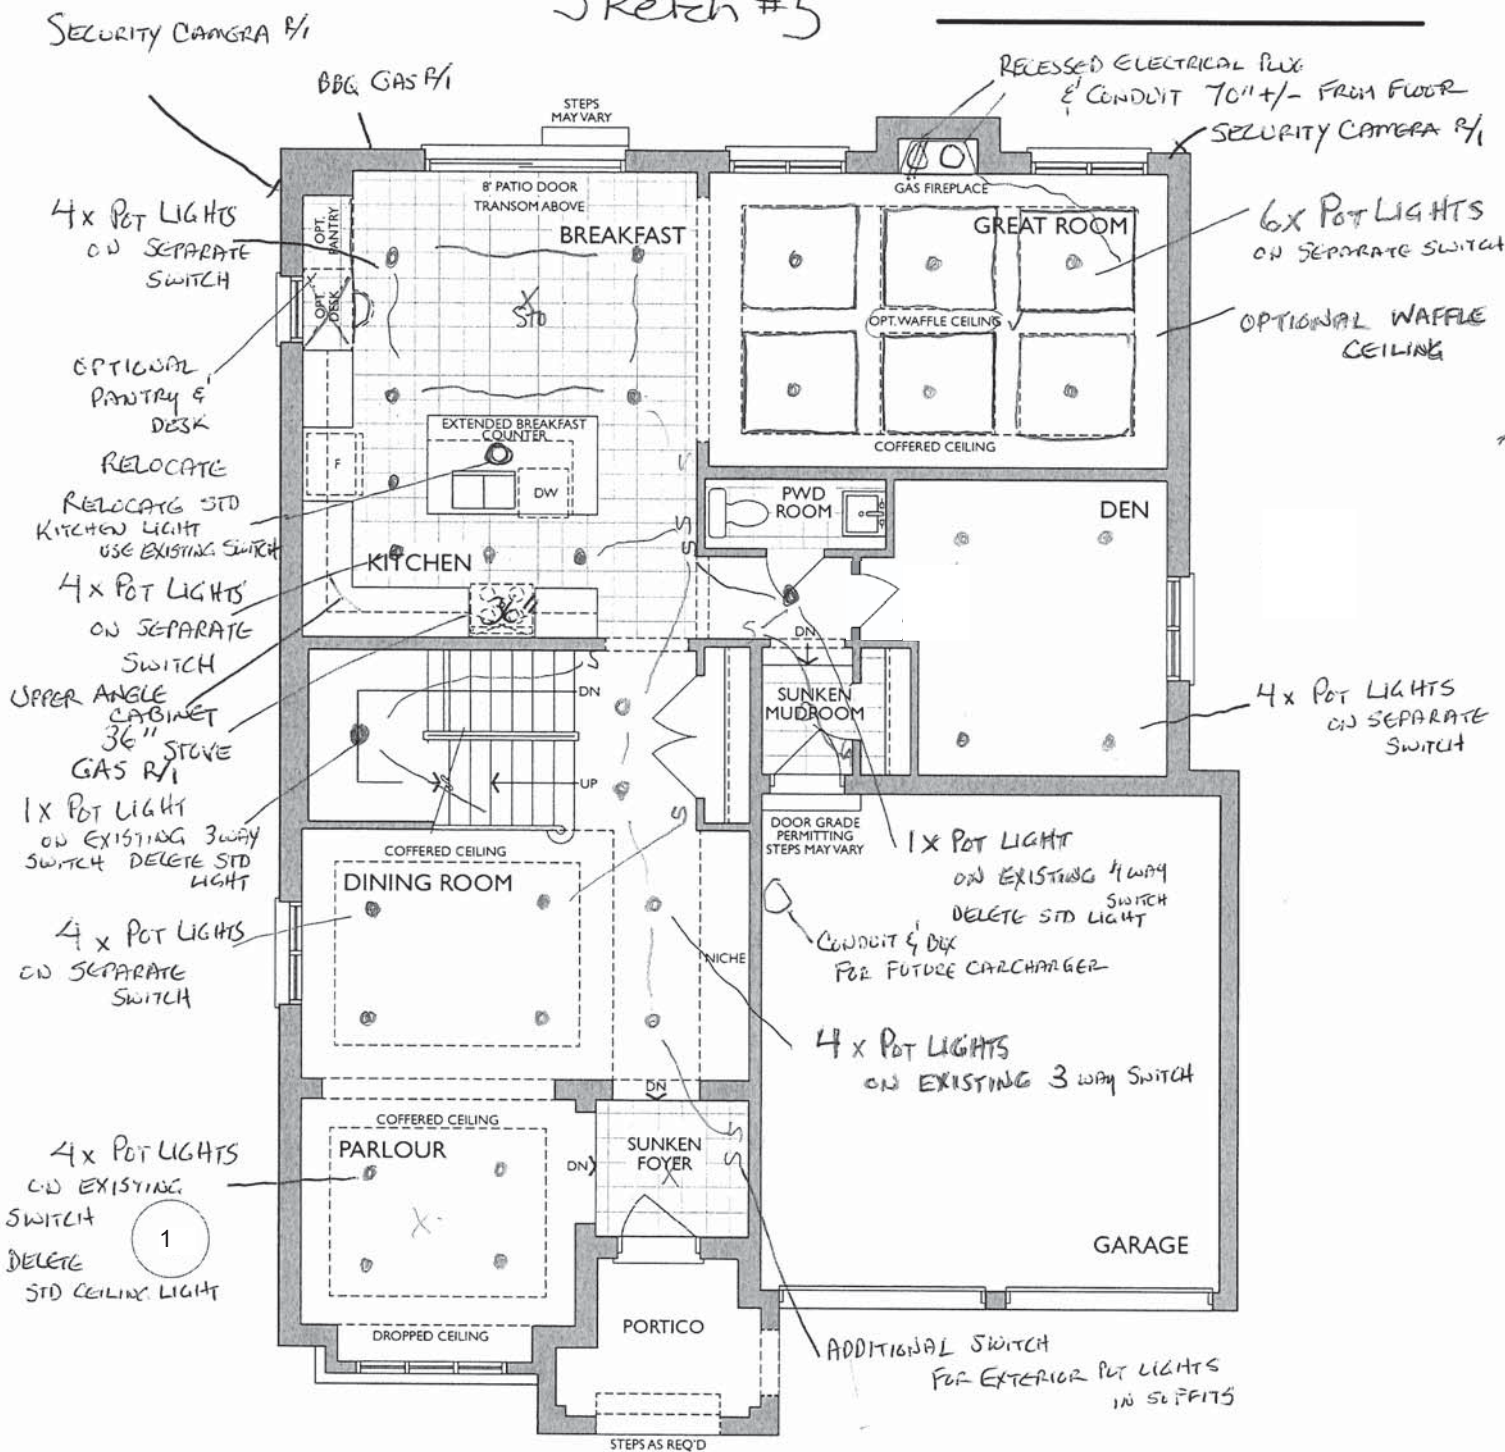 Sketch #5
SECURITY CAMERA R/I
BBQ GAS R/I
STEPS
MAY VARY
RECESSED ELECTRICAL PLUG
& CONDUIT 70" +/- FROM FLOOR
SECURITY CAMERA R/I
4x POT LIGHTS
ON SEPARATE
SWITCH
OPT.
PANTRY
OPT.
DESK
8' PATIO DOOR
TRANSOM ABOVE
BREAKFAST
STD
GAS FIREPLACE
GREAT ROOM
OPT. WAFFLE CEILING ✓
COFFERED CEILING
6x POT LIGHTS
ON SEPARATE SWITCH
OPTIONAL WAFFLE
CEILING
OPTIONAL
PANTRY &
DESK
RELOCATE
RELOCATE STD
KITCHEN LIGHT
USE EXISTING SWITCH
EXTENDED BREAKFAST
COUNTER
F
DW
S
S
S
KITCHEN
36"
PWD
ROOM
DEN
4x POT LIGHTS
ON SEPARATE
SWITCH
UPPER ANGLE
CABINET
36"
STOVE
GAS R/I
S
DN
S
DN
UP
SUNKEN
MUDROOM
S
4x POT LIGHTS
ON SEPARATE
SWITCH
1x POT LIGHT
ON EXISTING 3WAY
SWITCH DELETE STD
LIGHT
S
DOOR GRADE
PERMITTING
STEPS MAY VARY
1x POT LIGHT
ON EXISTING 4WAY
SWITCH
DELETE STD LIGHT
CONDUIT & BOX
FOR FUTURE CARCHARGER
COFFERED CEILING
DINING ROOM
4x POT LIGHTS
ON SEPARATE
SWITCH
NICHE
4x POT LIGHTS
ON EXISTING 3 WAY SWITCH
DN
COFFERED CEILING
PARLOUR
DN
SUNKEN
FOYER
S
S
4x POT LIGHTS
ON EXISTING
SWITCH
1
DELETE
STD CEILING LIGHT
GARAGE
DROPPED CEILING
PORTICO
ADDITIONAL SWITCH
FOR EXTERIOR POT LIGHTS
IN SOFFITS
STEPS AS REQ'D